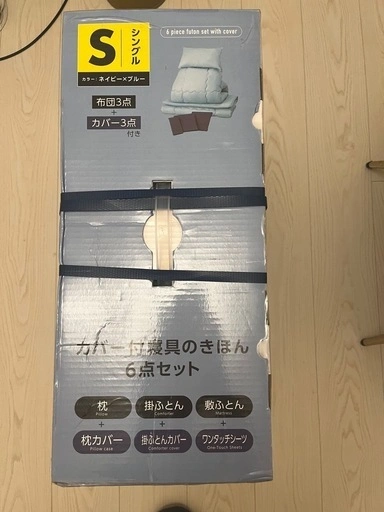 S
シングル
カラー：ネイビー×ブルー
6 piece futon set with cover
布団3点
+
カバー3点
付き
カバー付寝具のきほん
6点セット
枕 掛ふとん 敷ふとん
Pillow Comforter Mattress
+ + +
枕カバー 掛ふとんカバー ワンタッチシーツ
Pillow case Comforter cover One-Touch Sheets